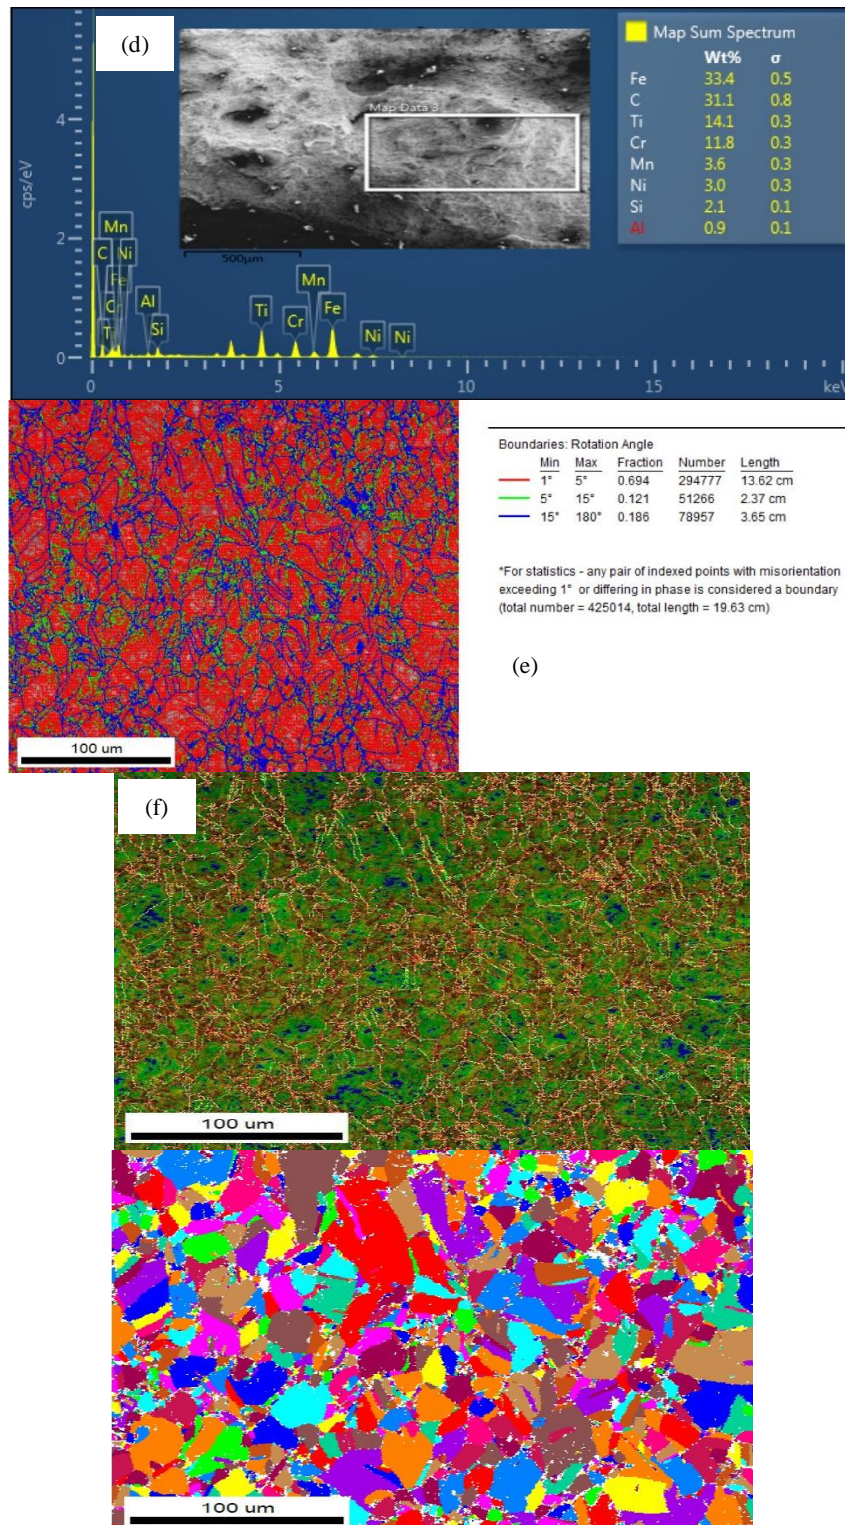 (d)
Map Sum Spectrum
Wt% σ
Fe 33.4 0.5
C 31.1 0.8
Ti 14.1 0.3
Cr 11.8 0.3
Mn 3.6 0.3
Ni 3.0 0.3
Si 2.1 0.1
Al 0.9 0.1
Map Data 3
500µm
cps/eV
4
2
0
Mn
C Ni
Fe
C
T
Al
Si
Ti
Cr
Mn
Fe
Ni
Ni
0 5 10 15 keV
100 um
Boundaries: Rotation Angle
Min Max Fraction Number Length
1° 5° 0.694 294777 13.62 cm
5° 15° 0.121 51266 2.37 cm
15° 180° 0.186 78957 3.65 cm
*For statistics - any pair of indexed points with misorientation
exceeding 1° or differing in phase is considered a boundary
(total number = 425014, total length = 19.63 cm)
(e)
(f)
100 um
100 um